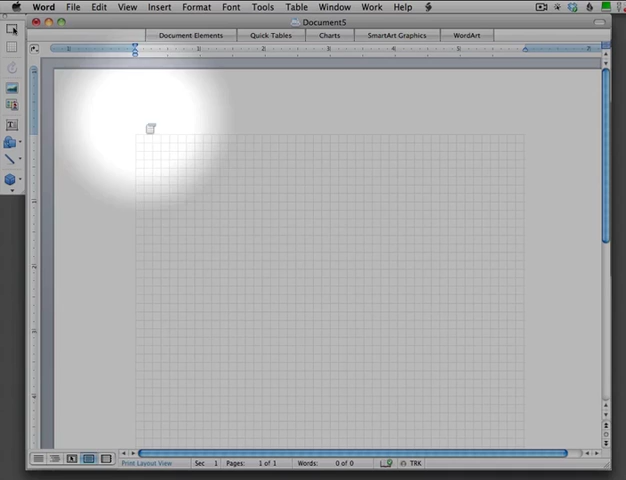 Word File Edit View Insert Format Font Tools Table Window Work Help
Document5
Document Elements Quick Tables Charts SmartArt Graphics WordArt
Print Layout View Sec 1 Pages: 1 of 1 Words: 0 of 0 TRK